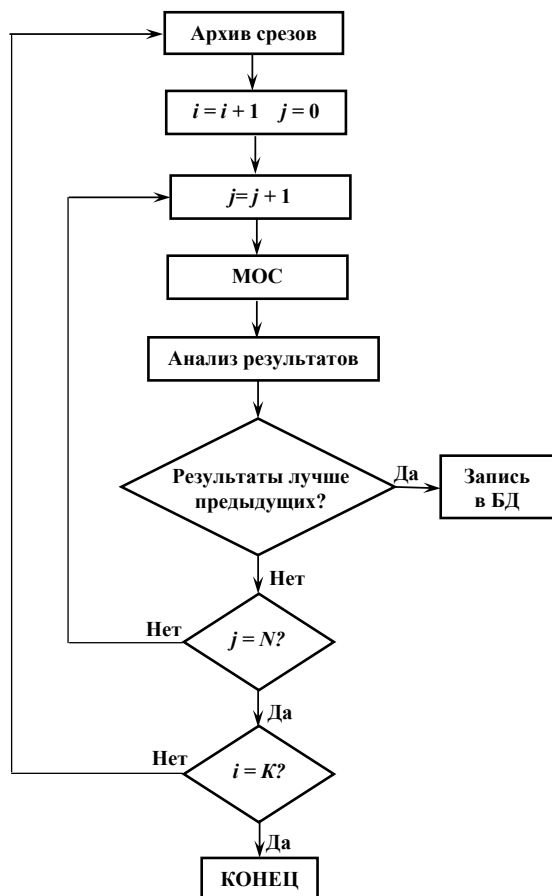 Архив срезов
i = i + 1 j = 0
j= j + 1
МОС
Анализ результатов
Результаты лучше
предыдущих?
Да
Запись
в БД
Нет
Нет
j = N?
Да
Нет
i = K?
Да
КОНЕЦ